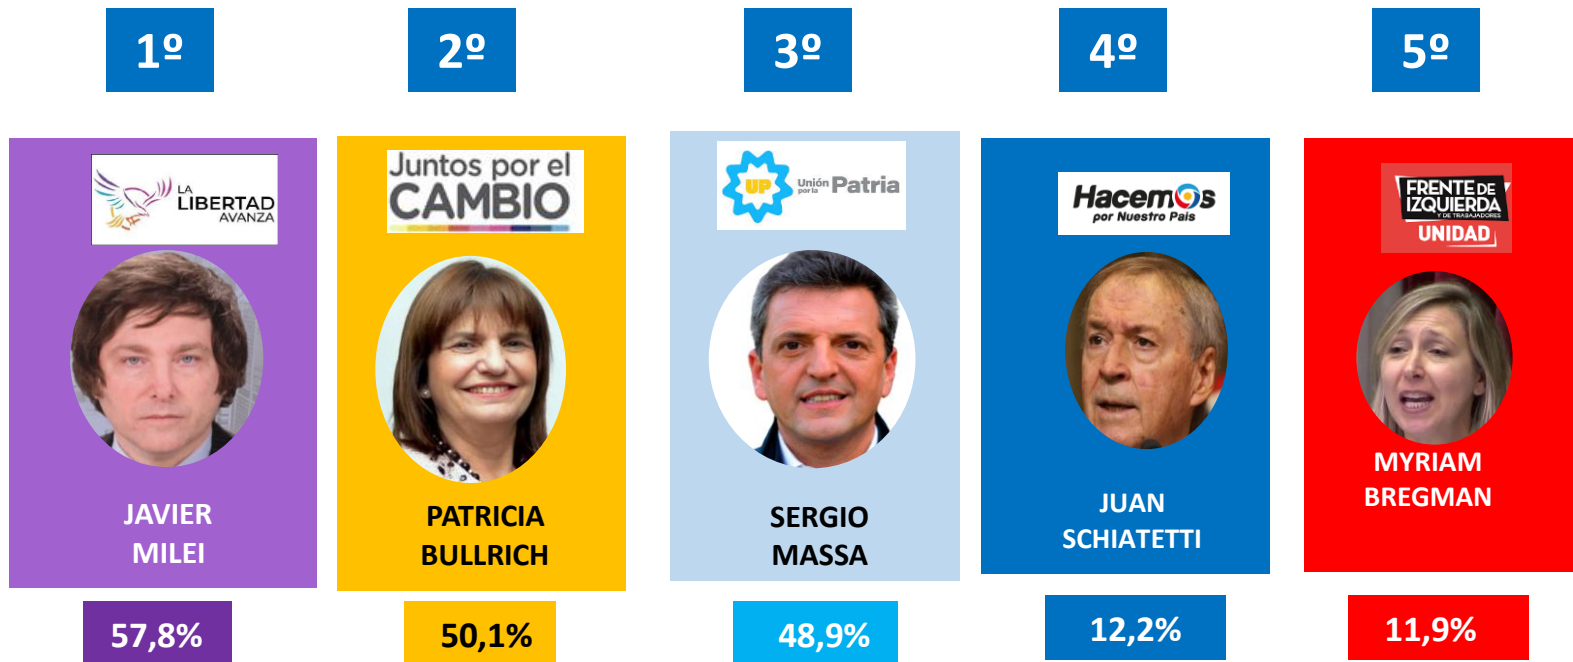 1º
2º
3º
4º
5º
LA
LIBERTAD
AVANZA
JAVIER
MILEI
57,8%
Juntos por el
CAMBIO
PATRICIA
BULLRICH
50,1%
UP
Unión
por la
Patria
SERGIO
MASSA
48,9%
Hacemos
por Nuestro Pais
JUAN
SCHIATETTI
12,2%
FRENTE DE
IZQUIERDA
Y DE TRABAJADORES
UNIDAD
MYRIAM
BREGMAN
11,9%